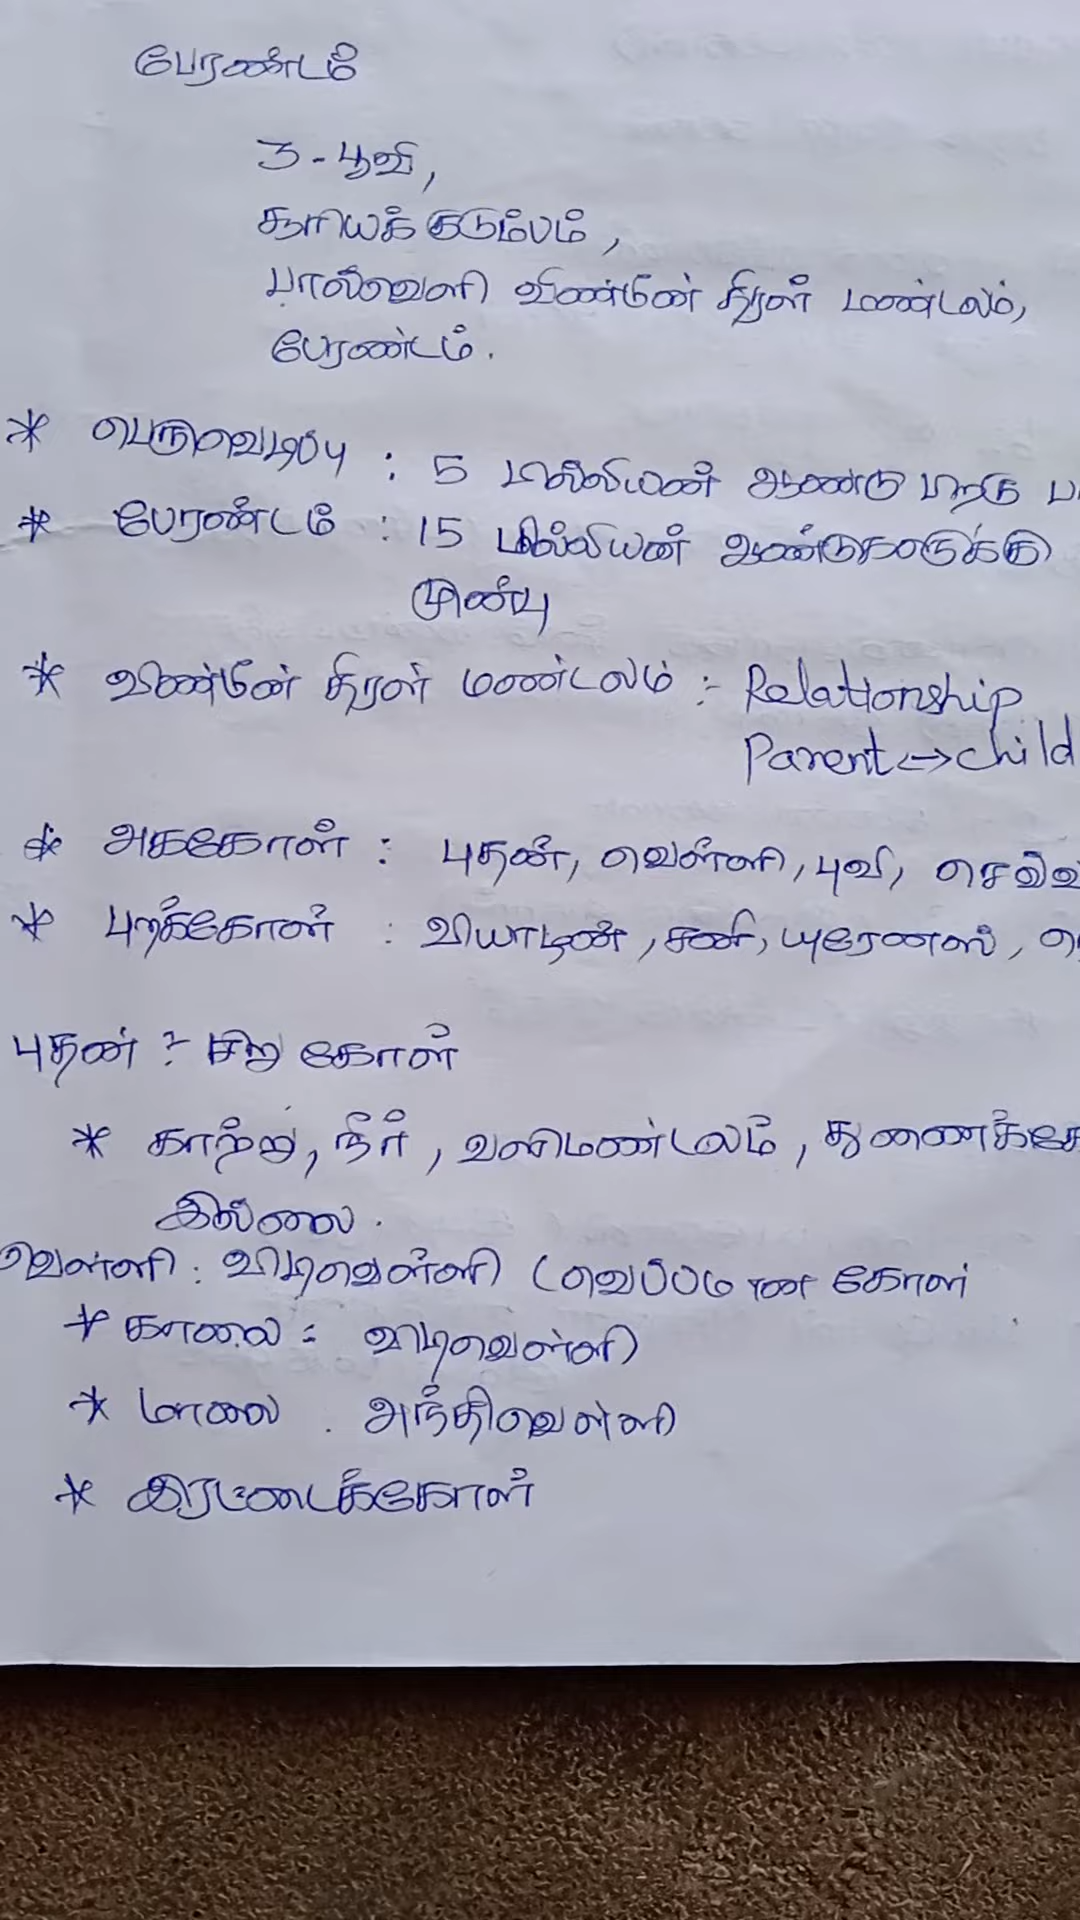 பேரண்டம்
3 - பூவி,
சூரியக் குடும்பம் ,
பால்வெளி விண்மீன் திரள் மண்டலம்,
பேரண்டம் .
* பெருவெடிப்பு : 5 மில்லியன் ஆண்டு
* பேரண்டம் : 15 மில்லியன் ஆண்டுகளுக்கு
முன்பு
* விண்மீன் திரள் மண்டலம் :- Relationship
Parent <-> child
* அககோள் : புதன், வெள்ளி, புவி,
* புறக்கோள் : வியாழன் , சனி, யுரேனஸ் ,
புதன் :- சிறு கோள்
* காற்று, நீர் , வளிமண்டலம் ,
இல்லை .
வெள்ளி : விடிவெள்ளி ( வெப்பமான கோள்
* காலை : விடிவெள்ளி
* மாலை . அந்திவெள்ளி
* இரட்டைக்கோள்